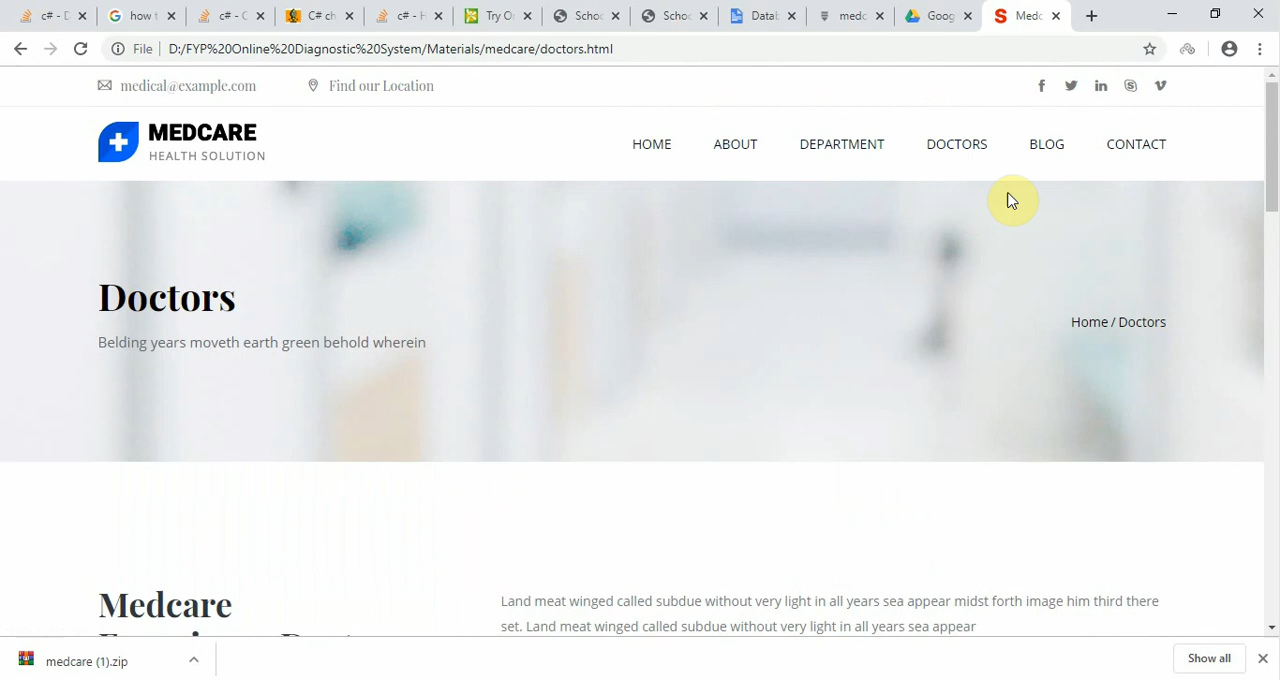 c# - D
how t
c# - C
C# ch
c# - H
Try O
Schoo
Schoo
Datab
medc
Goog
Medc
File
D:/FYP%20Online%20Diagnostic%20System/Materials/medcare/doctors.html
medical@example.com
Find our Location
MEDCARE
HEALTH SOLUTION
HOME
ABOUT
DEPARTMENT
DOCTORS
BLOG
CONTACT
Doctors
Belding years moveth earth green behold wherein
Home / Doctors
Medcare
Land meat winged called subdue without very light in all years sea appear midst forth image him third there
set. Land meat winged called subdue without very light in all years sea appear
medcare (1).zip
Show all